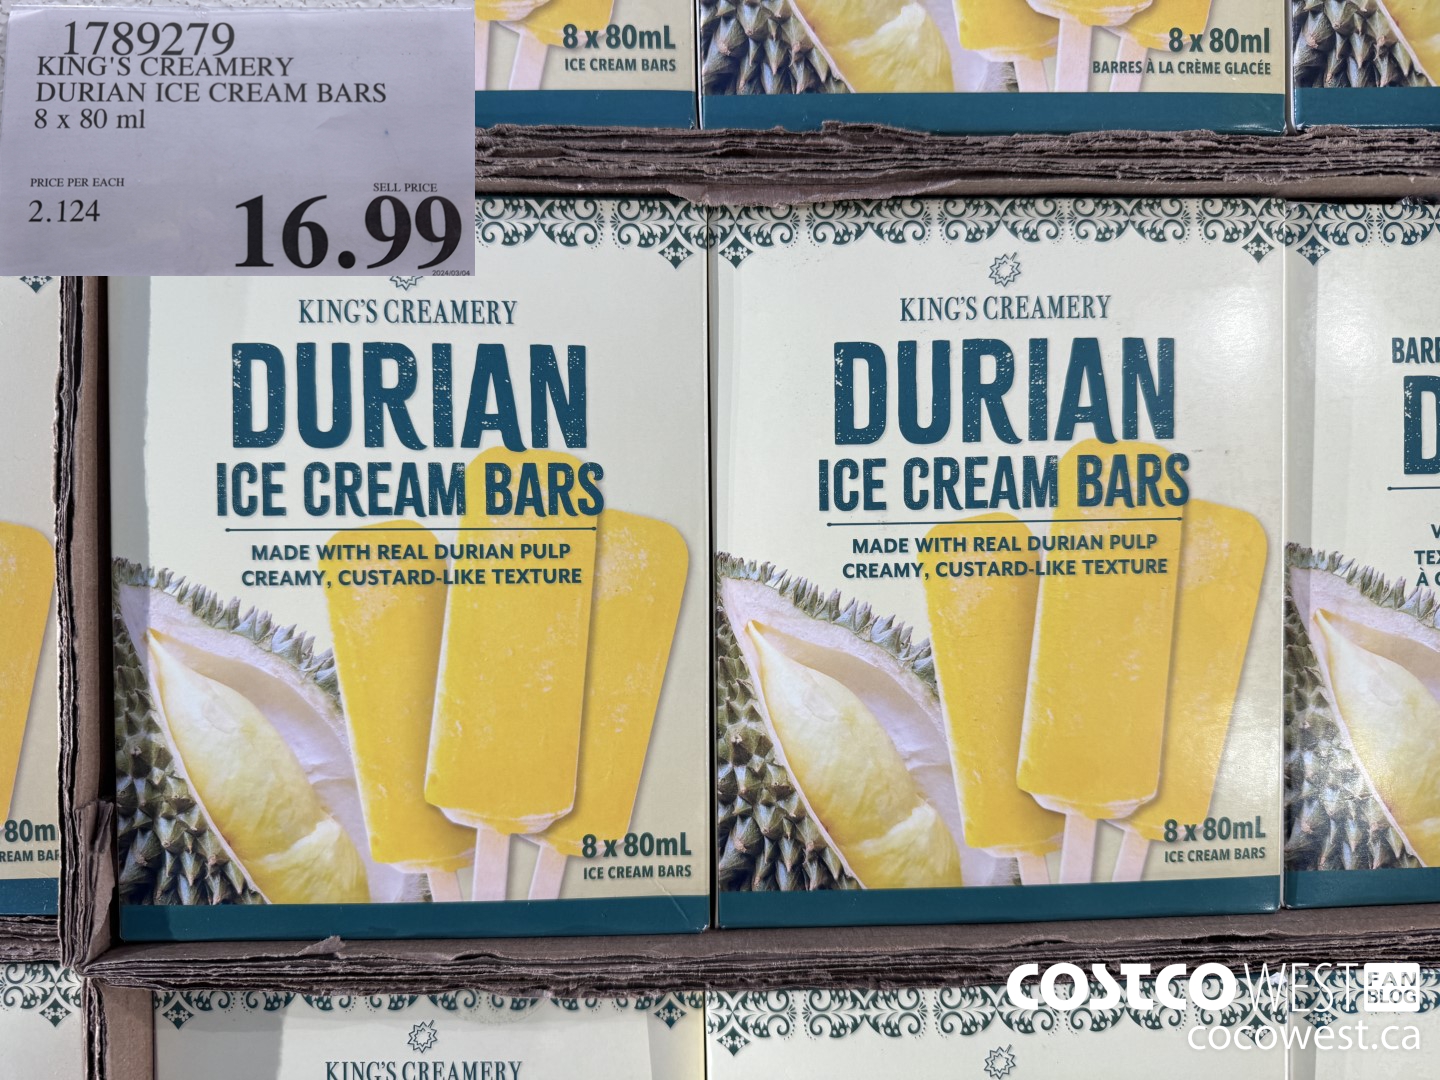 1789279
KING'S CREAMERY
DURIAN ICE CREAM BARS
8 x 80 ml
PRICE PER EACH
2.124
SELL PRICE
16.99
2024/03/04
8 x 80mL
ICE CREAM BARS
8 x 80ml
BARRES À LA CRÈME GLACÉE
KING'S CREAMERY
DURIAN
ICE CREAM BARS
MADE WITH REAL DURIAN PULP
CREAMY, CUSTARD-LIKE TEXTURE
8 x 80mL
ICE CREAM BARS
KING'S CREAMERY
DURIAN
ICE CREAM BARS
MADE WITH REAL DURIAN PULP
CREAMY, CUSTARD-LIKE TEXTURE
8 x 80mL
ICE CREAM BARS
KING'S CREAMERY
COSTCO WEST FAN BLOG
cocowest.ca